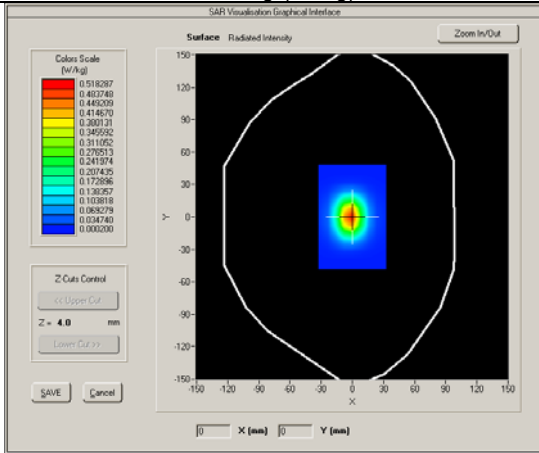 SAR Visualisation Graphical Interface
Surface Radiated Intensity
Zoom In/Out
Colors Scale
(W/kg)
0.518287
0.483748
0.449209
0.414670
0.380131
0.345592
0.311052
0.276513
0.241974
0.207435
0.172896
0.138357
0.103818
0.069279
0.034740
0.000200
Z Cuts Control
<< Upper Cut
Z = 4.0 mm
Lower Cut >>
SAVE Cancel
150-
120-
90-
60-
30-
Y 0-
-30-
-60-
-90-
-120-
-150-
-150 -120 -90 -60 -30 0 30 60 90 120 150
X
0 X (mm) 0 Y (mm)